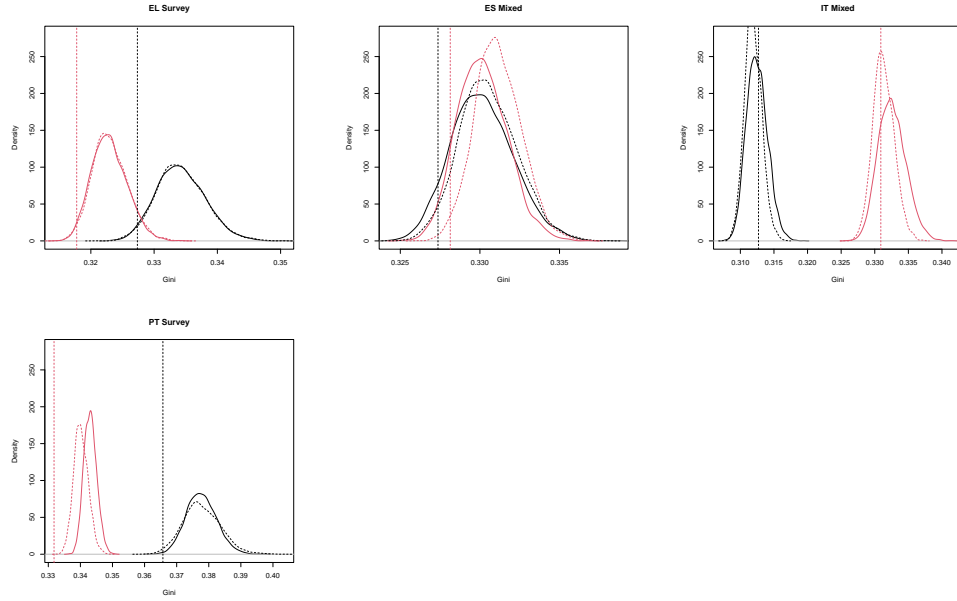 EL Survey
Density
0 50 100 150 200 250
0.32 0.33 0.34 0.35
Gini
ES Mixed
Density
0 50 100 150 200 250
0.325 0.330 0.335
Gini
IT Mixed
Density
0 50 100 150 200 250
0.310 0.315 0.320 0.325 0.330 0.335 0.340
Gini
PT Survey
Density
0 50 100 150 200 250
0.33 0.34 0.35 0.36 0.37 0.38 0.39 0.40
Gini